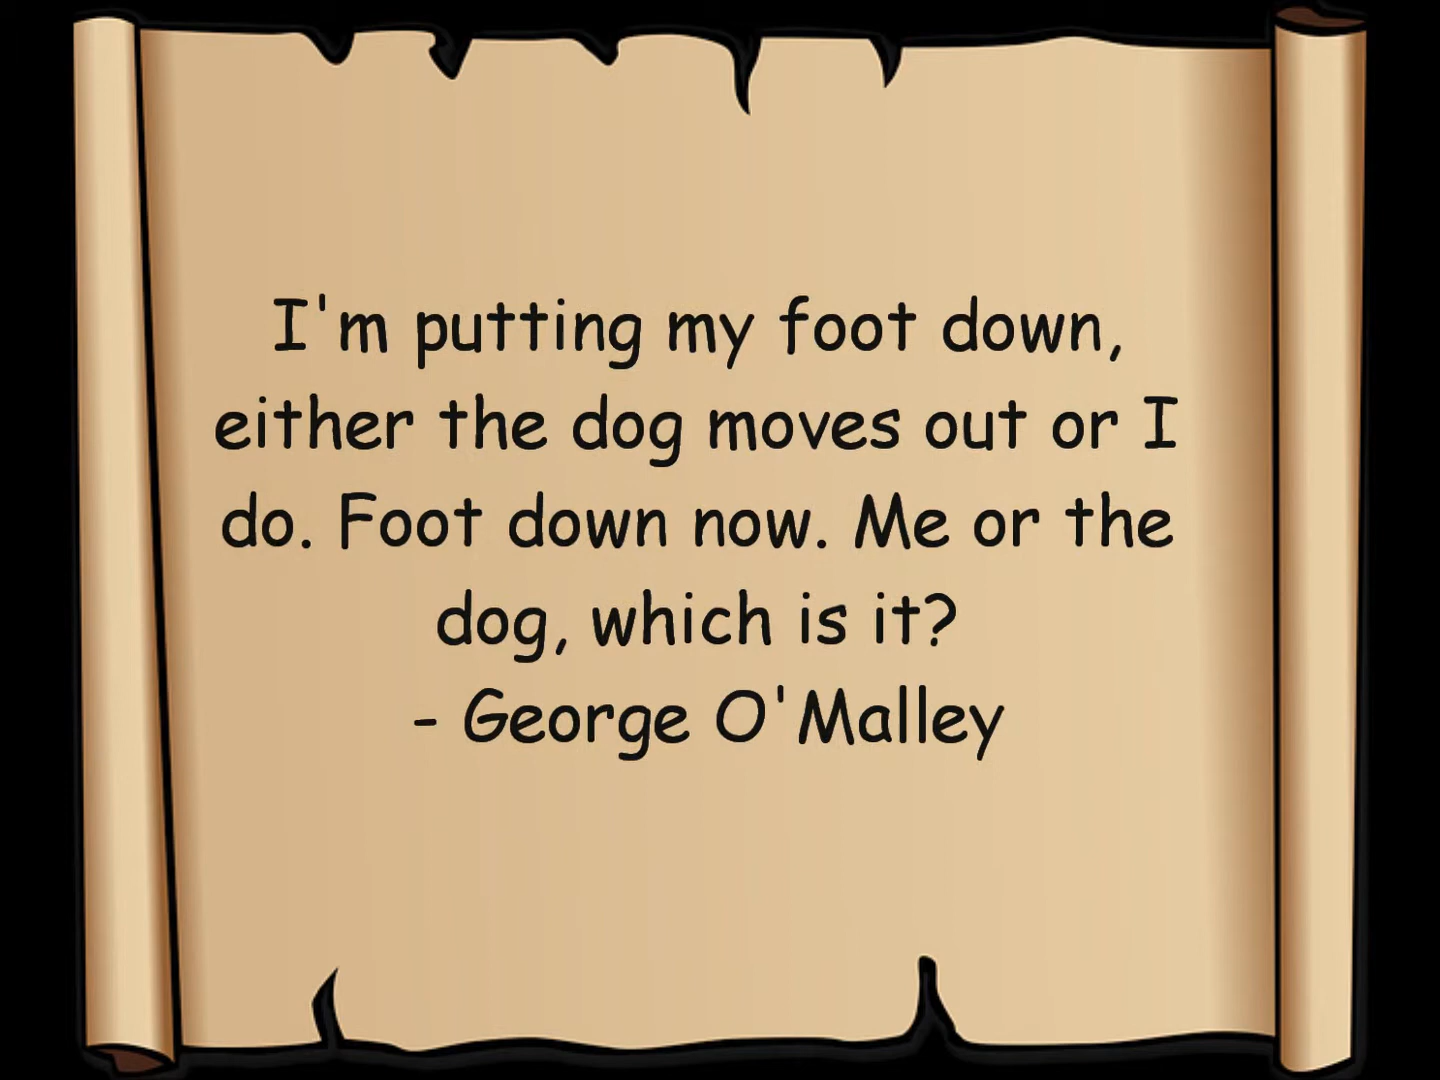 I'm putting my foot down,
either the dog moves out or I
do. Foot down now. Me or the
dog, which is it?
- George O'Malley